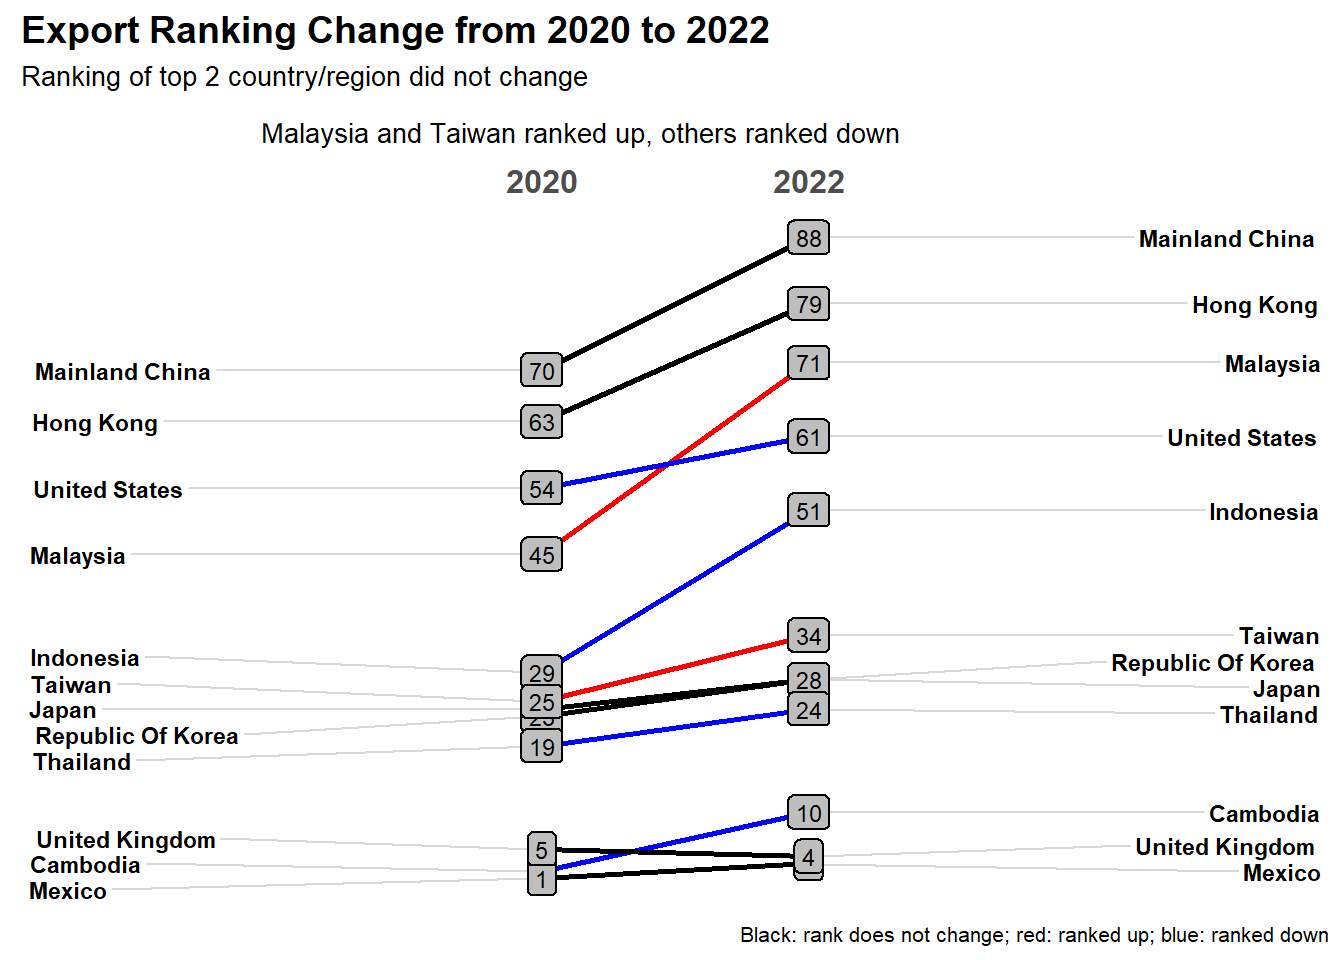 Export Ranking Change from 2020 to 2022
Ranking of top 2 country/region did not change
Malaysia and Taiwan ranked up, others ranked down
2020 2022
88 Mainland China
79 Hong Kong
Mainland China 70 71 Malaysia
Hong Kong 63 61 United States
United States 54 51 Indonesia
Malaysia 45 34 Taiwan
Indonesia 29 28 Republic Of Korea
Taiwan 25 Japan
Japan 24 Thailand
Republic Of Korea
Thailand 19
10 Cambodia
United Kingdom 5 4 United Kingdom
Cambodia Mexico
Mexico 1
Black: rank does not change; red: ranked up; blue: ranked down